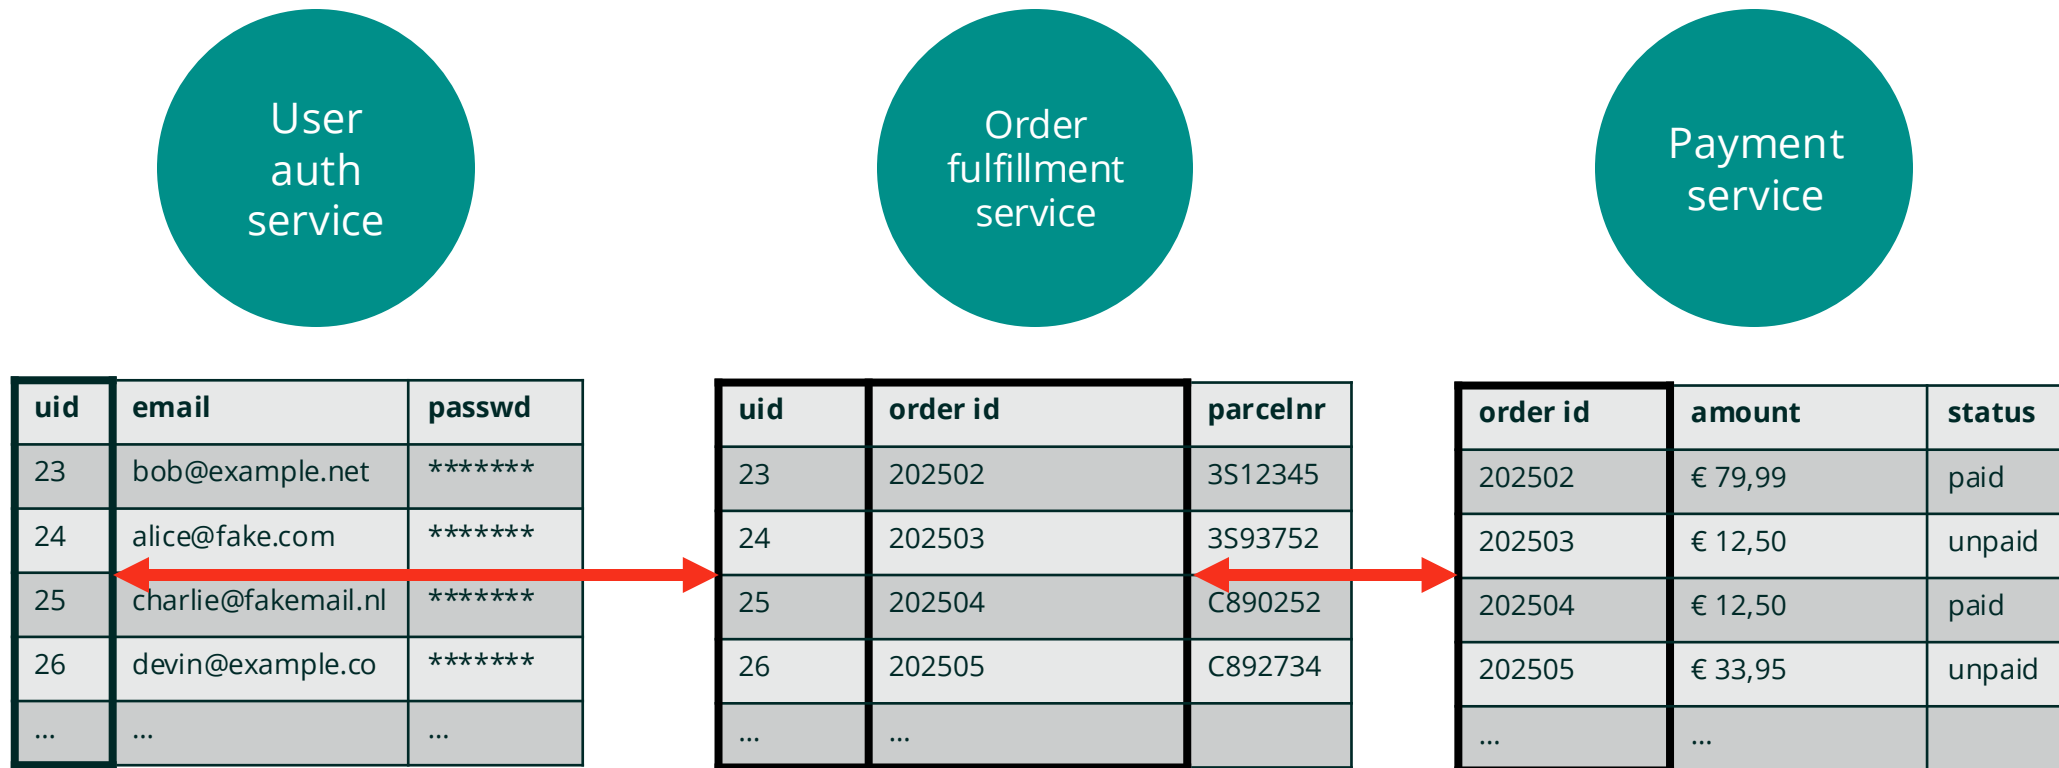 User
auth
service
Order
fulfillment
service
Payment
service
uid email passwd
23 bob@example.net *******
24 alice@fake.com *******
25 charlie@fakemail.nl *******
26 devin@example.co *******
... ... ...
uid order id parcelnr
23 202502 3S12345
24 202503 3S93752
25 202504 C890252
26 202505 C892734
... ...
order id amount status
202502 € 79,99 paid
202503 € 12,50 unpaid
202504 € 12,50 paid
202505 € 33,95 unpaid
... ...